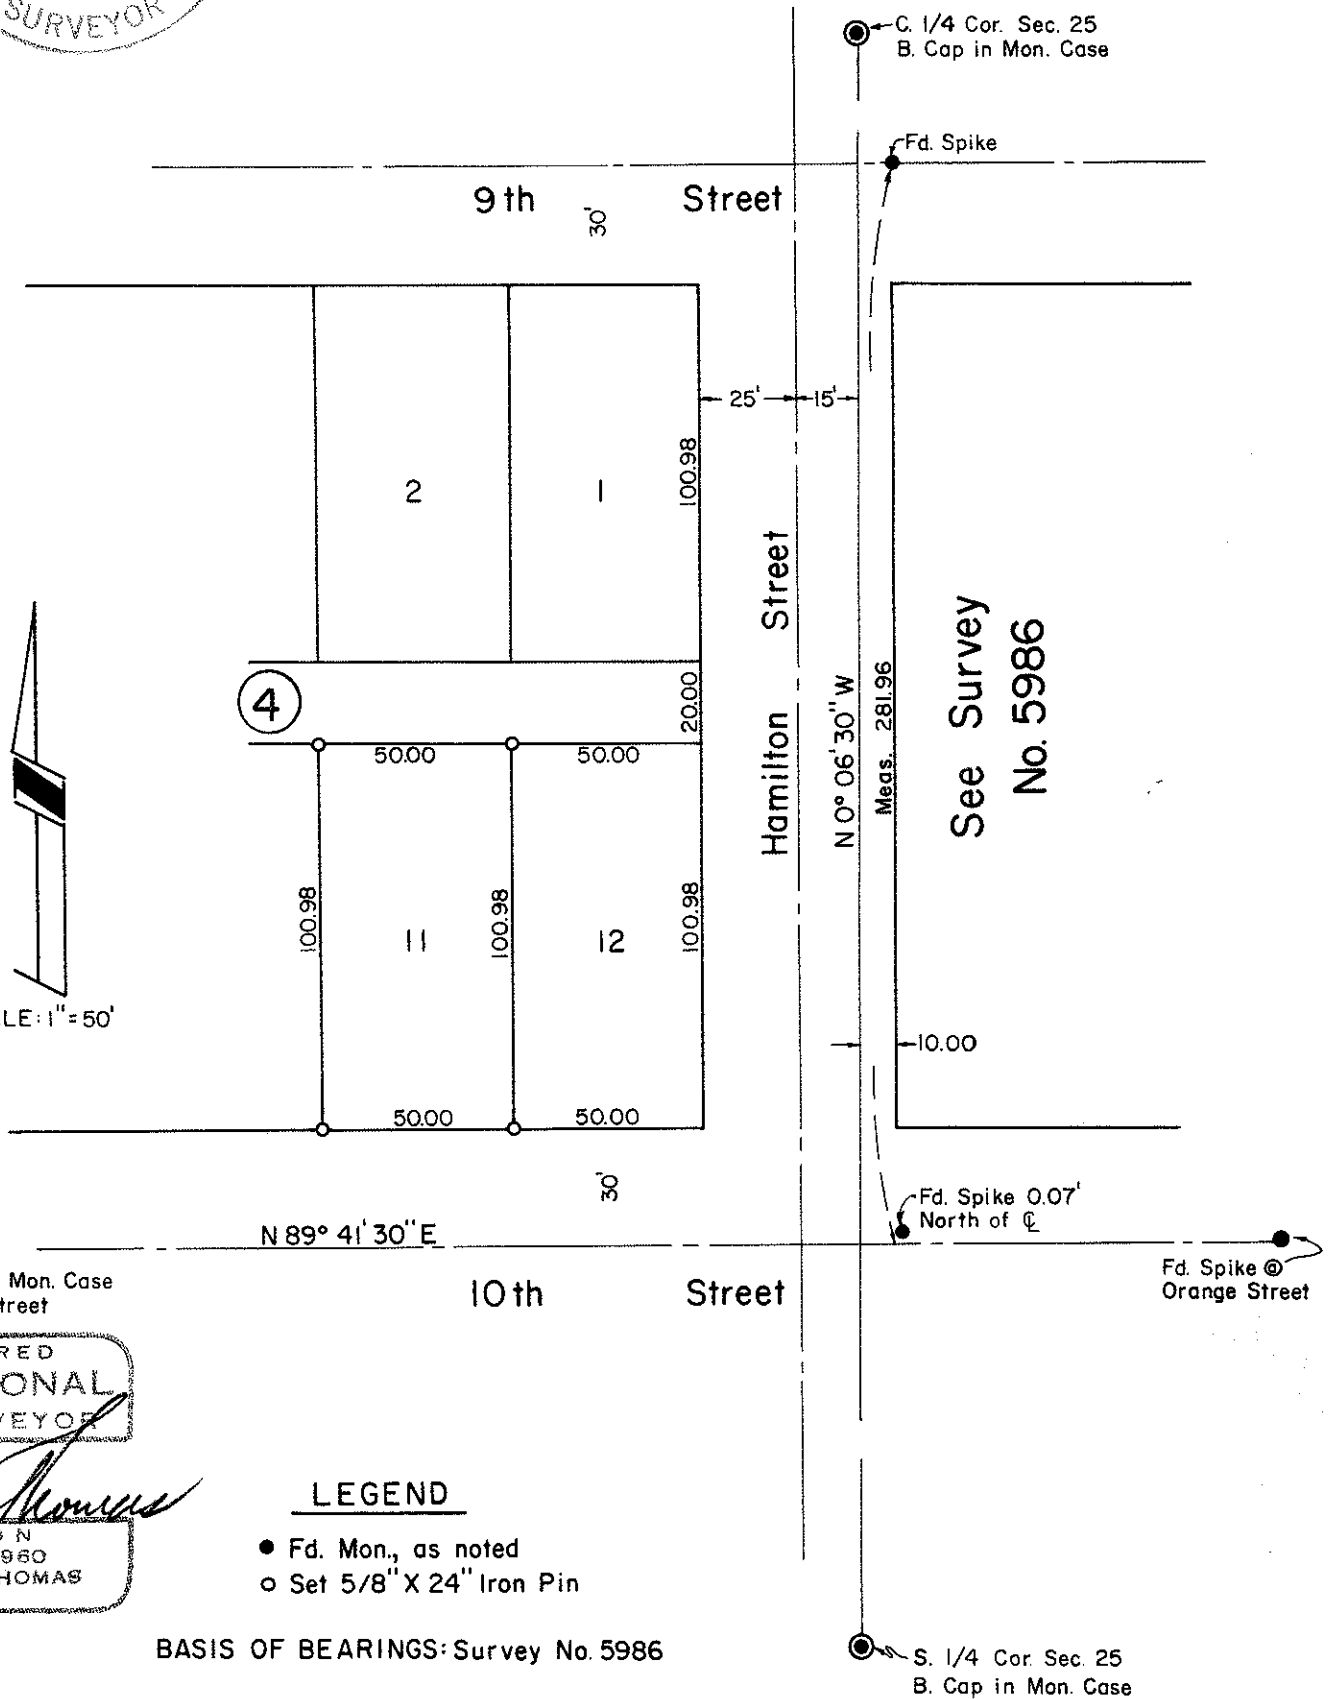 SURVEYOR
C. 1/4 Cor. Sec. 25
B. Cap in Mon. Case
Fd. Spike
9th Street
30'
25'
15'
100.98
2
1
Hamilton Street
N 0° 06' 30" W
Meas. 281.96
See Survey
No. 5986
4
20.00
50.00
50.00
100.98
11
100.98
12
100.98
LE: 1" = 50'
10.00
50.00
50.00
30'
Fd. Spike 0.07'
North of ℄
N 89° 41' 30" E
Fd. Spike @
Orange Street
Mon. Case
treet
10th Street
RED
ONAL
VEYOR
Thomas
N
960
HOMAS
LEGEND
● Fd. Mon., as noted
○ Set 5/8" X 24" Iron Pin
BASIS OF BEARINGS: Survey No. 5986
S. 1/4 Cor. Sec. 25
B. Cap in Mon. Case